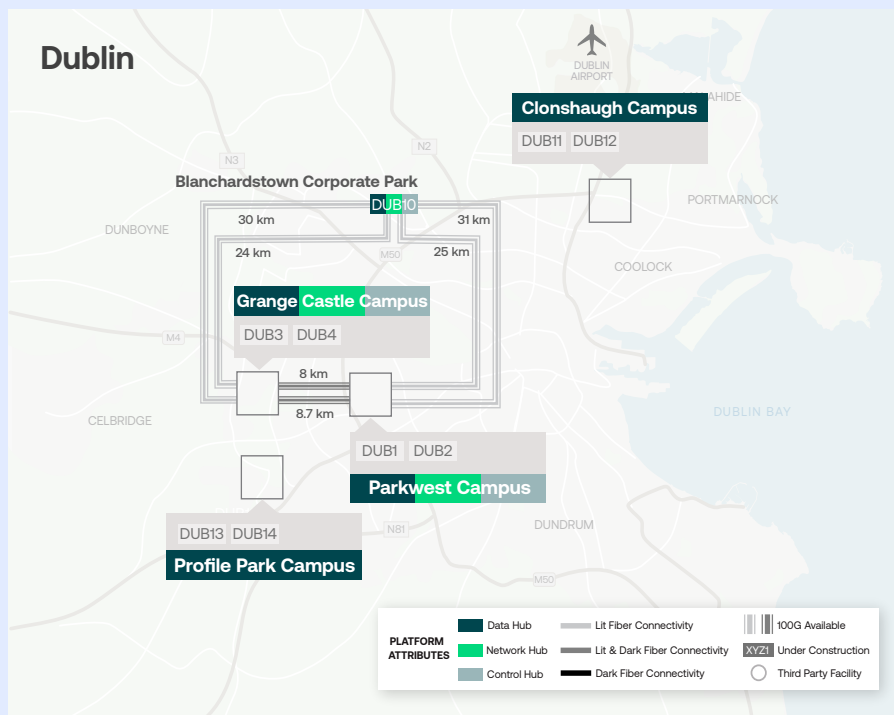 Dublin
DUBLIN
AIRPORT
Clonshaugh Campus
AHIDE
DUB11 DUB12
N2
N3
Blanchardstown Corporate Park
DUB10
PORTMARNOCK
30 km
31 km
DUNBOYNE
24 km
25 km
M50
COOLOCK
Grange Castle Campus
DUB3 DUB4
M4
8 km
8.7 km
CELBRIDGE
DUBLIN BAY
DUB1 DUB2
Parkwest Campus
DUB13 DUB14
N81
DUNDRUM
Profile Park Campus
M50
PLATFORM
ATTRIBUTES
Data Hub
Network Hub
Control Hub
Lit Fiber Connectivity
Lit & Dark Fiber Connectivity
Dark Fiber Connectivity
100G Available
XYZ1 Under Construction
Third Party Facility